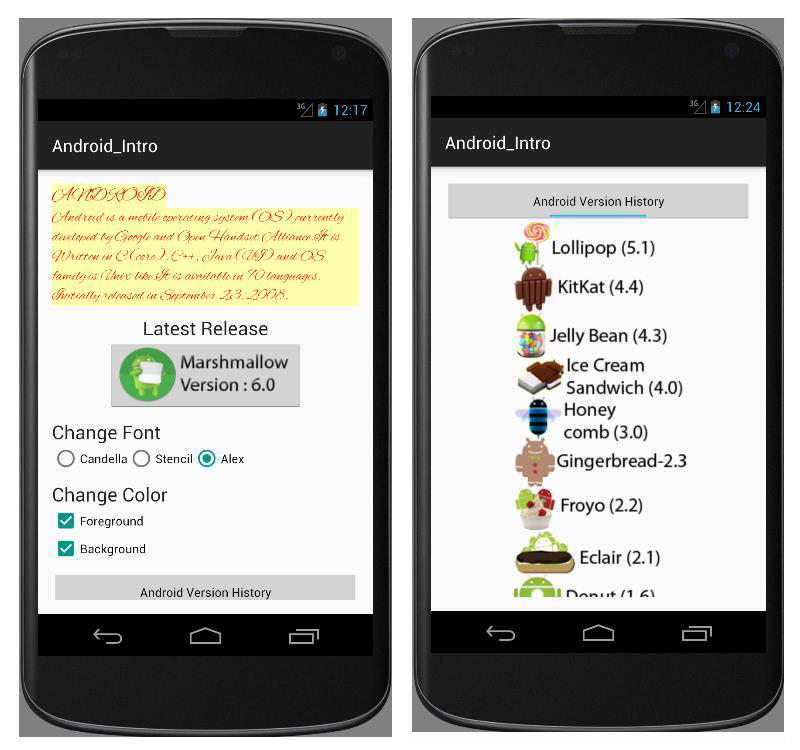 3G 12:17
Android_Intro
ANDROID
Android is a mobile operating system (OS) currently
developed by Google and Open Handset Alliance.It is
Written in C (core), C++, Java (UI) and OS
family is Unix-like.It is available in 70 languages.
Initially released in September 23, 2008.
Latest Release
Marshmallow
Version : 6.0
Change Font
Candella Stencil Alex
Change Color
Foreground
Background
Android Version History
3G 12:24
Android_Intro
Android Version History
Lollipop (5.1)
KitKat (4.4)
Jelly Bean (4.3)
Ice Cream
Sandwich (4.0)
Honey
comb (3.0)
Gingerbread-2.3
Froyo (2.2)
Eclair (2.1)
Donut (1.6)